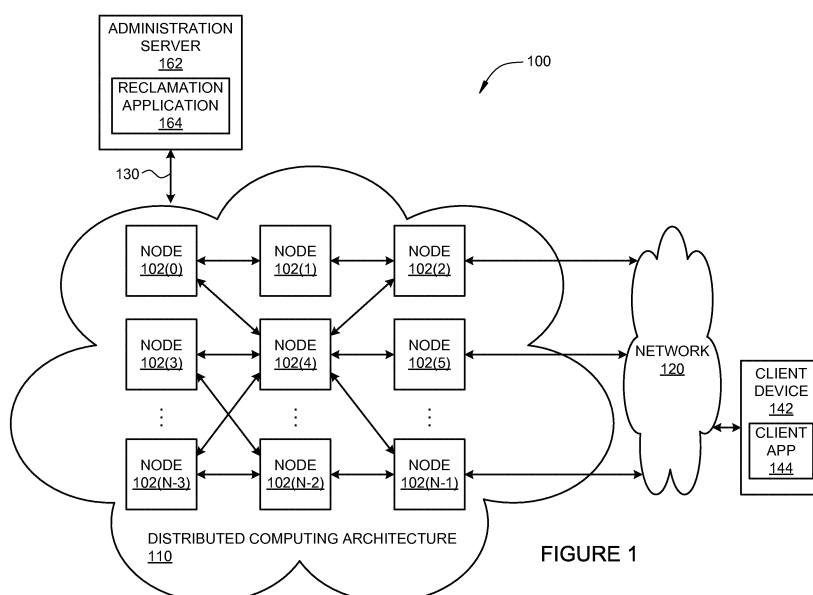 ADMINISTRATION
SERVER
162
RECLAMATION
APPLICATION
164
100
130
NODE
102(0)
NODE
102(1)
NODE
102(2)
NODE
102(3)
NODE
102(4)
NODE
102(5)
NETWORK
120
CLIENT
DEVICE
142
CLIENT
APP
144
NODE
102(N-3)
NODE
102(N-2)
NODE
102(N-1)
DISTRIBUTED COMPUTING ARCHITECTURE
110
FIGURE 1